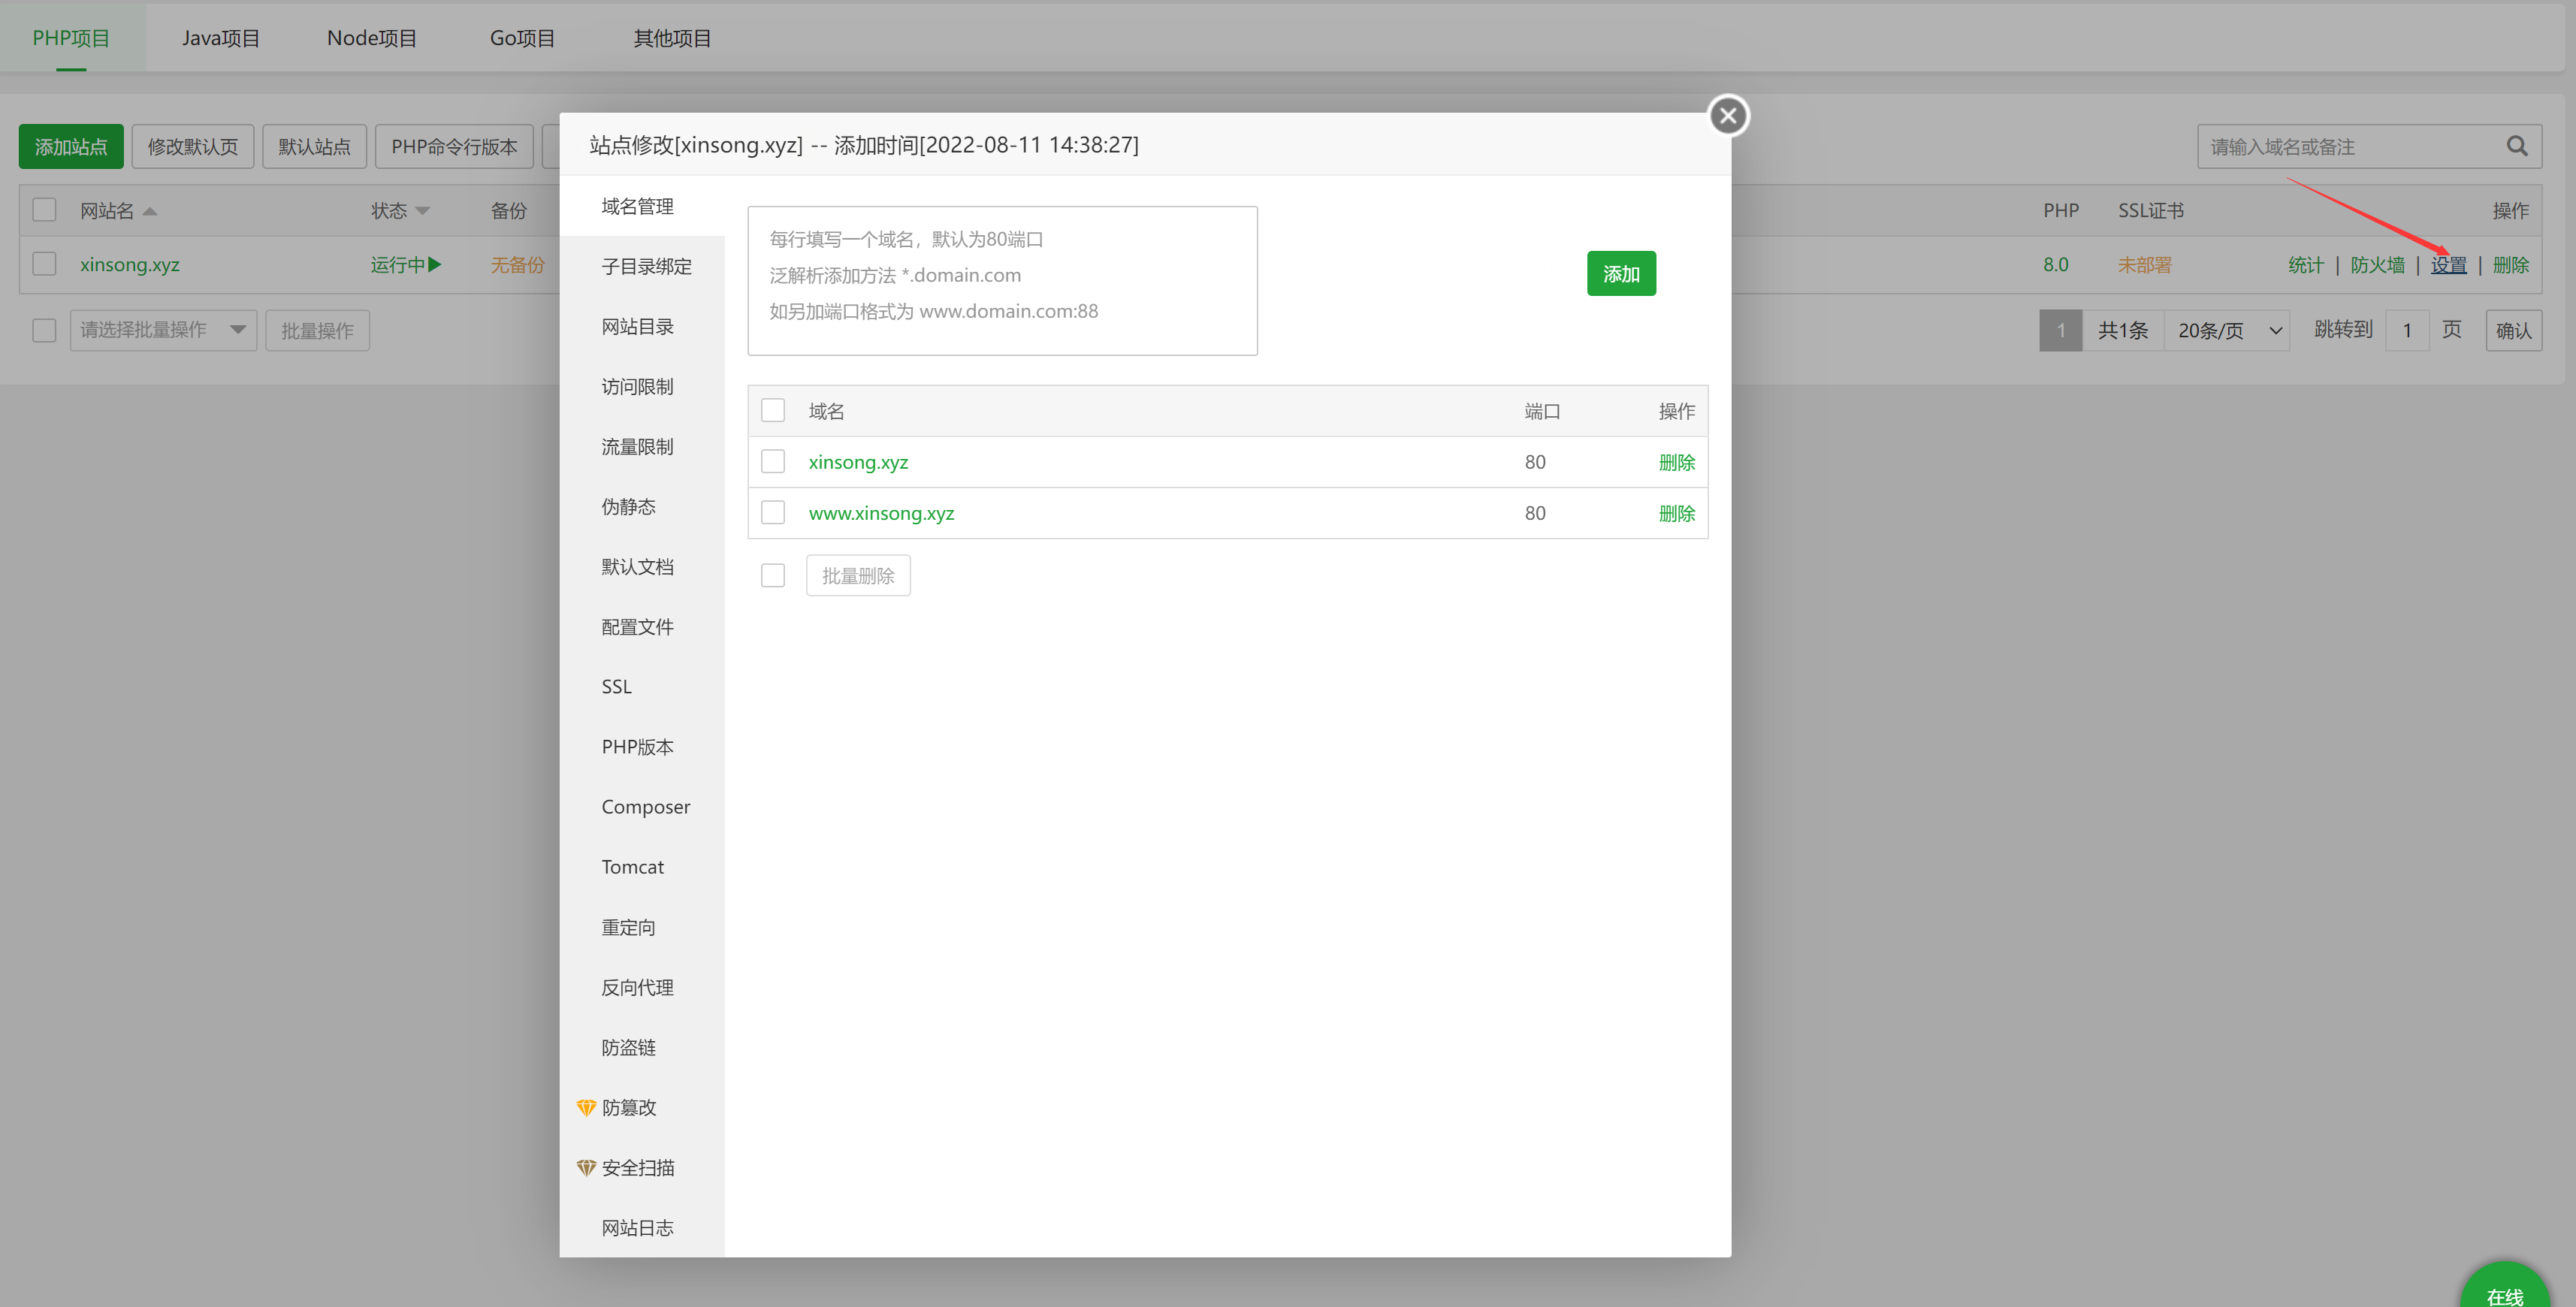 PHP项目 Java项目 Node项目 Go项目 其他项目
添加站点 修改默认页 默认站点 PHP命令行版本 请输入域名或备注
网站名 状态 备份 PHP SSL证书 操作
xinsong.xyz 运行中 无备份 8.0 未部署 统计 | 防火墙 | 设置 | 删除
请选择批量操作 批量操作 1 共1条 20条/页 跳转到 1 页 确认
站点修改[xinsong.xyz] -- 添加时间[2022-08-11 14:38:27]
域名管理
子目录绑定
网站目录
访问限制
流量限制
伪静态
默认文档
配置文件
SSL
PHP版本
Composer
Tomcat
重定向
反向代理
防盗链
防篡改
安全扫描
网站日志
每行填写一个域名，默认为80端口
泛解析添加方法 *.domain.com
如另加端口格式为 www.domain.com:88
添加
域名 端口 操作
xinsong.xyz 80 删除
www.xinsong.xyz 80 删除
批量删除
在线